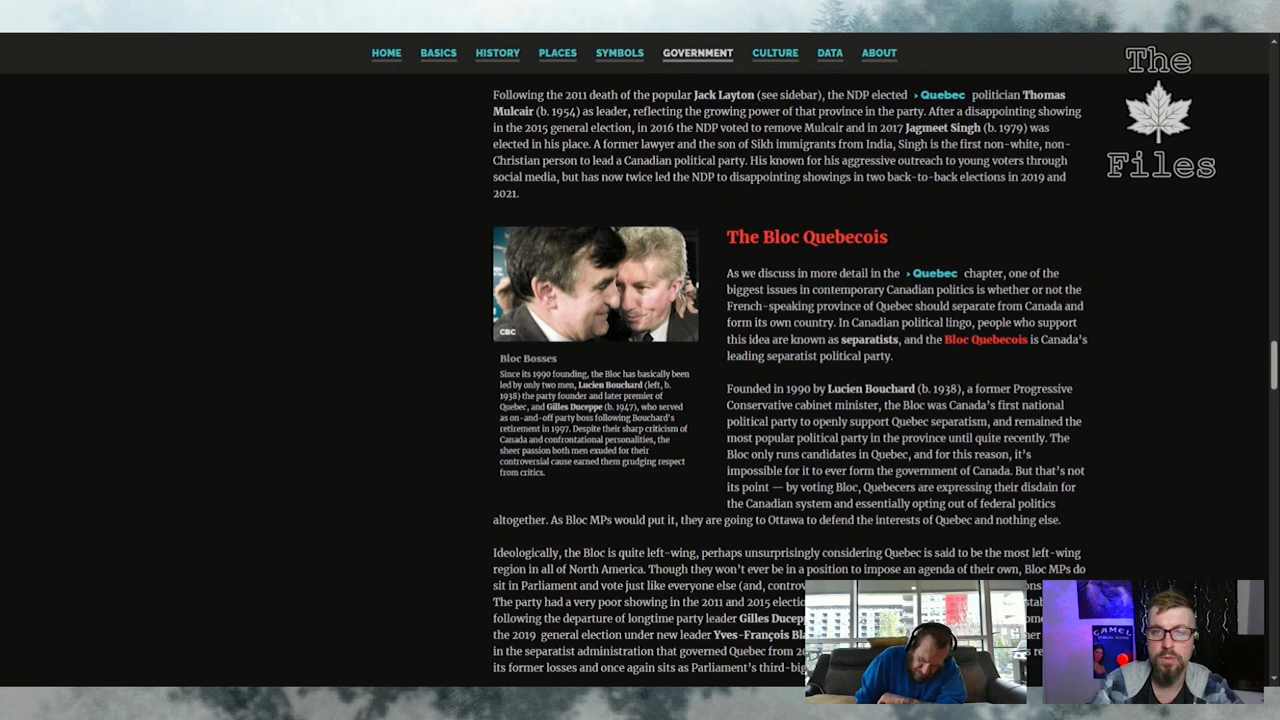 HOME BASICS HISTORY PLACES SYMBOLS GOVERNMENT CULTURE DATA ABOUT
The
Files
Following the 2011 death of the popular Jack Layton (see sidebar), the NDP elected › Quebec politician Thomas
Mulcair (b. 1954) as leader, reflecting the growing power of that province in the party. After a disappointing showing
in the 2015 general election, in 2016 the NDP voted to remove Mulcair and in 2017 Jagmeet Singh (b. 1979) was
elected in his place. A former lawyer and the son of Sikh immigrants from India, Singh is the first non-white, non-
Christian person to lead a Canadian political party. His known for his aggressive outreach to young voters through
social media, but has now twice led the NDP to disappointing showings in two back-to-back elections in 2019 and
2021.
CBC
Bloc Bosses
Since its 1990 founding, the Bloc has basically been
led by only two men, Lucien Bouchard (left, b.
1938) the party founder and later premier of
Quebec, and Gilles Duceppe (b. 1947), who served
as on-and-off party boss following Bouchard's
retirement in 1997. Despite their sharp criticism of
Canada and confrontational personalities, the
sheer passion both men exuded for their
controversial cause earned them grudging respect
from critics.
The Bloc Quebecois
As we discuss in more detail in the › Quebec chapter, one of the
biggest issues in contemporary Canadian politics is whether or not the
French-speaking province of Quebec should separate from Canada and
form its own country. In Canadian political lingo, people who support
this idea are known as separatists, and the Bloc Quebecois is Canada's
leading separatist political party.
Founded in 1990 by Lucien Bouchard (b. 1938), a former Progressive
Conservative cabinet minister, the Bloc was Canada's first national
political party to openly support Quebec separatism, and remained the
most popular political party in the province until quite recently. The
Bloc only runs candidates in Quebec, and for this reason, it's
impossible for it to ever form the government of Canada. But that's not
its point — by voting Bloc, Quebecers are expressing their disdain for
the Canadian system and essentially opting out of federal politics
altogether. As Bloc MPs would put it, they are going to Ottawa to defend the interests of Quebec and nothing else.
Ideologically, the Bloc is quite left-wing, perhaps unsurprisingly considering Quebec is said to be the most left-wing
region in all of North America. Though they won't ever be in a position to impose an agenda of their own, Bloc MPs do
sit in Parliament and vote just like everyone else (and,
The party had a very poor showing in the 2011 and 2015
following the departure of longtime party leader Gilles
the 2019 general election under new leader Yves-François
in the separatist administration that governed Quebec from
its former losses and once again sits as Parliament's
CAMEL